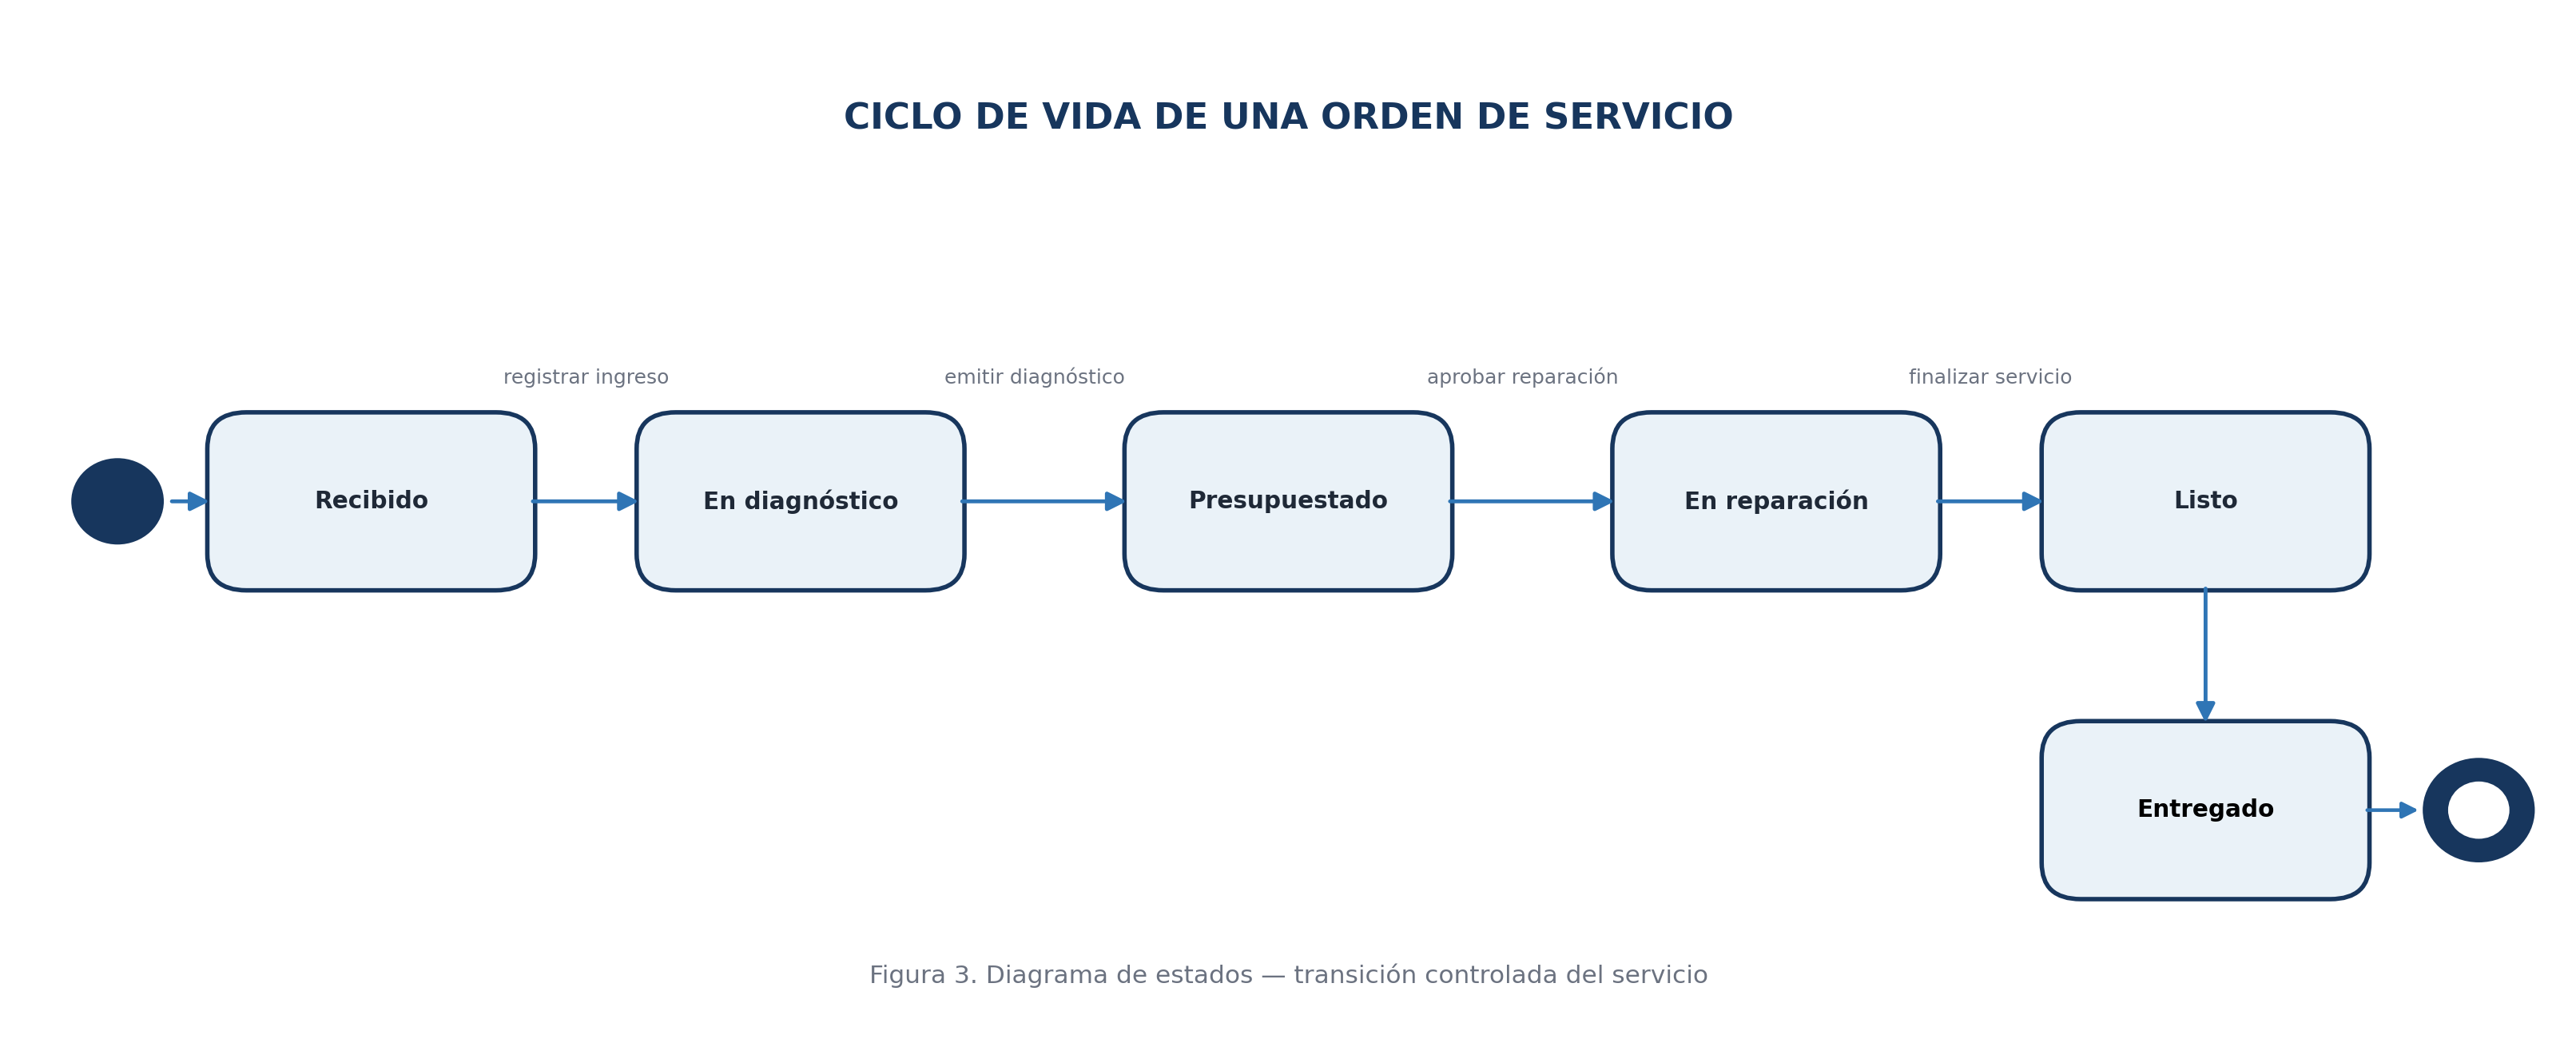 CICLO DE VIDA DE UNA ORDEN DE SERVICIO
registrar ingreso
emitir diagnóstico
aprobar reparación
finalizar servicio
Recibido
En diagnóstico
Presupuestado
En reparación
Listo
Entregado
Figura 3. Diagrama de estados — transición controlada del servicio